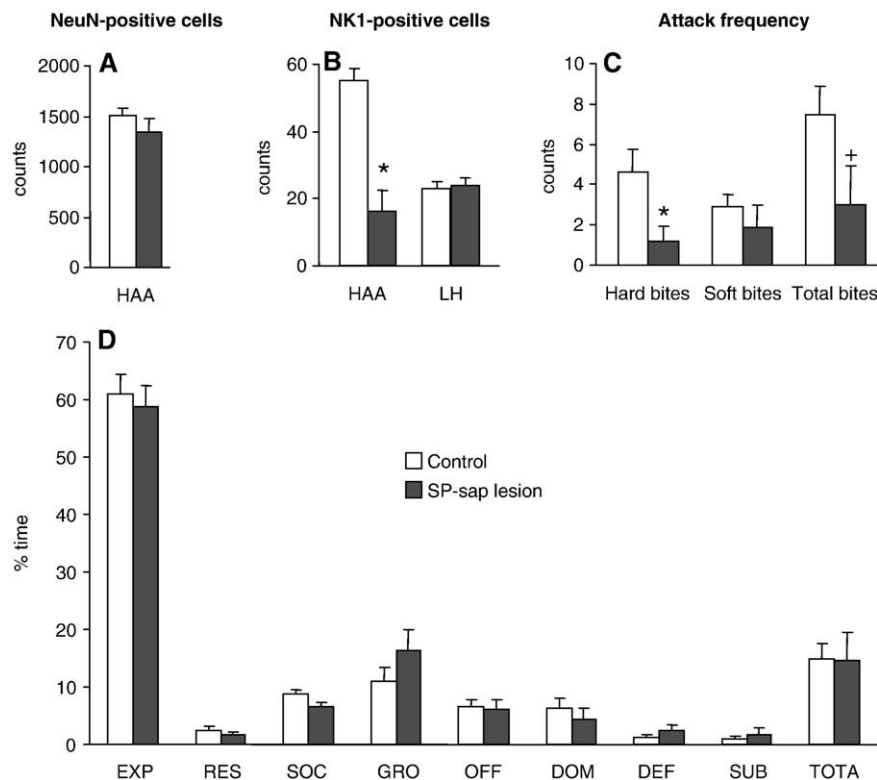 NeuN-positive cells
NK1-positive cells
Attack frequency
A
2000
1500
1000
500
0
counts
HAA
B
60
40
20
0
counts
*
HAA
LH
C
10
8
6
4
2
0
counts
*
+
Hard bites
Soft bites
Total bites
D
70
60
50
40
30
20
10
0
% time
Control
SP-sap lesion
EXP
RES
SOC
GRO
OFF
DOM
DEF
SUB
TOTA